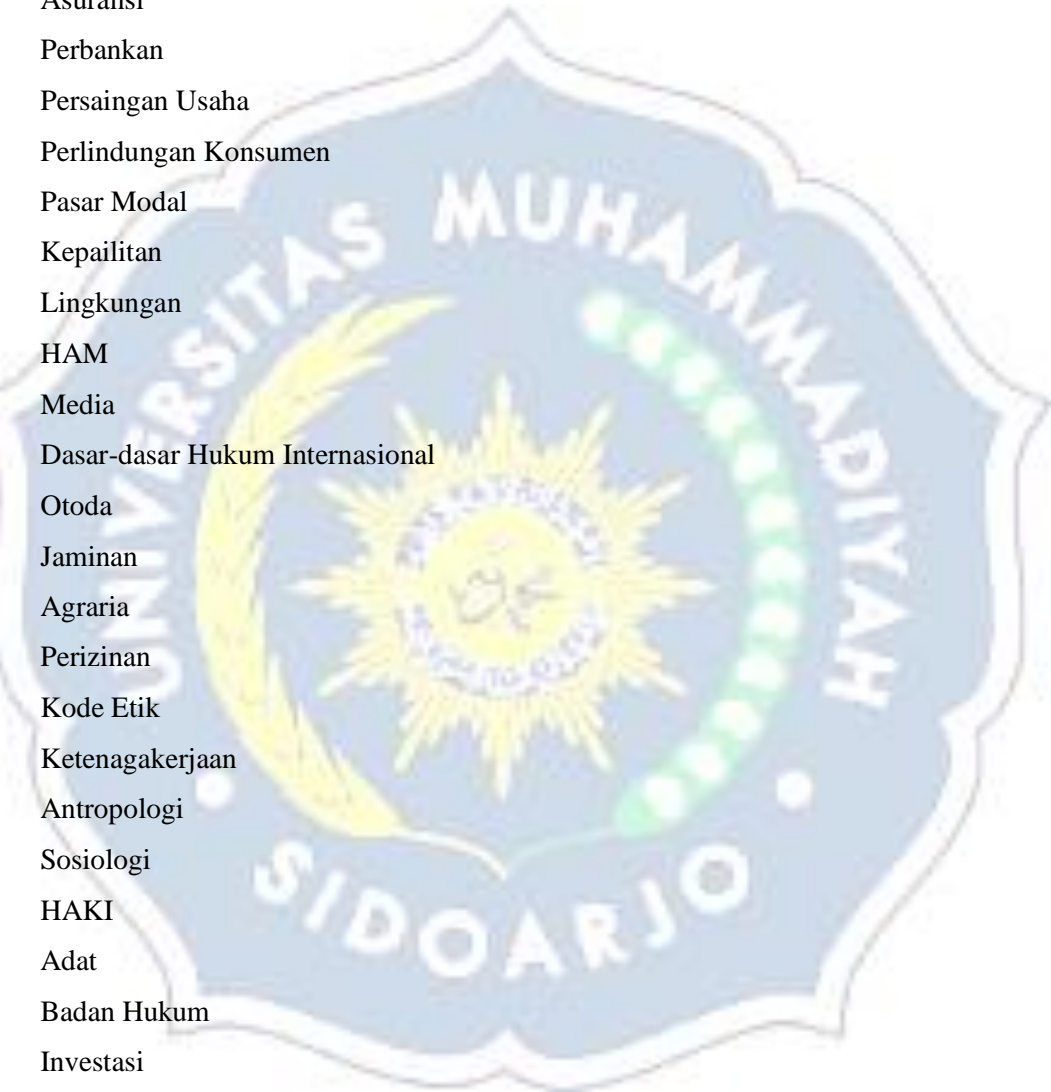 Asuransi
Perbankan
Persaingan Usaha
Perlindungan Konsumen
Pasar Modal
Kepailitan
Lingkungan
HAM
Media
Dasar-dasar Hukum Internasional
Otoda
Jaminan
Agraria
Perizinan
Kode Etik
Ketenagakerjaan
Antropologi
Sosiologi
HAKI
Adat
Badan Hukum
Investasi
UNIVERSITAS MUHAMMADIYAH
SIDOARJO